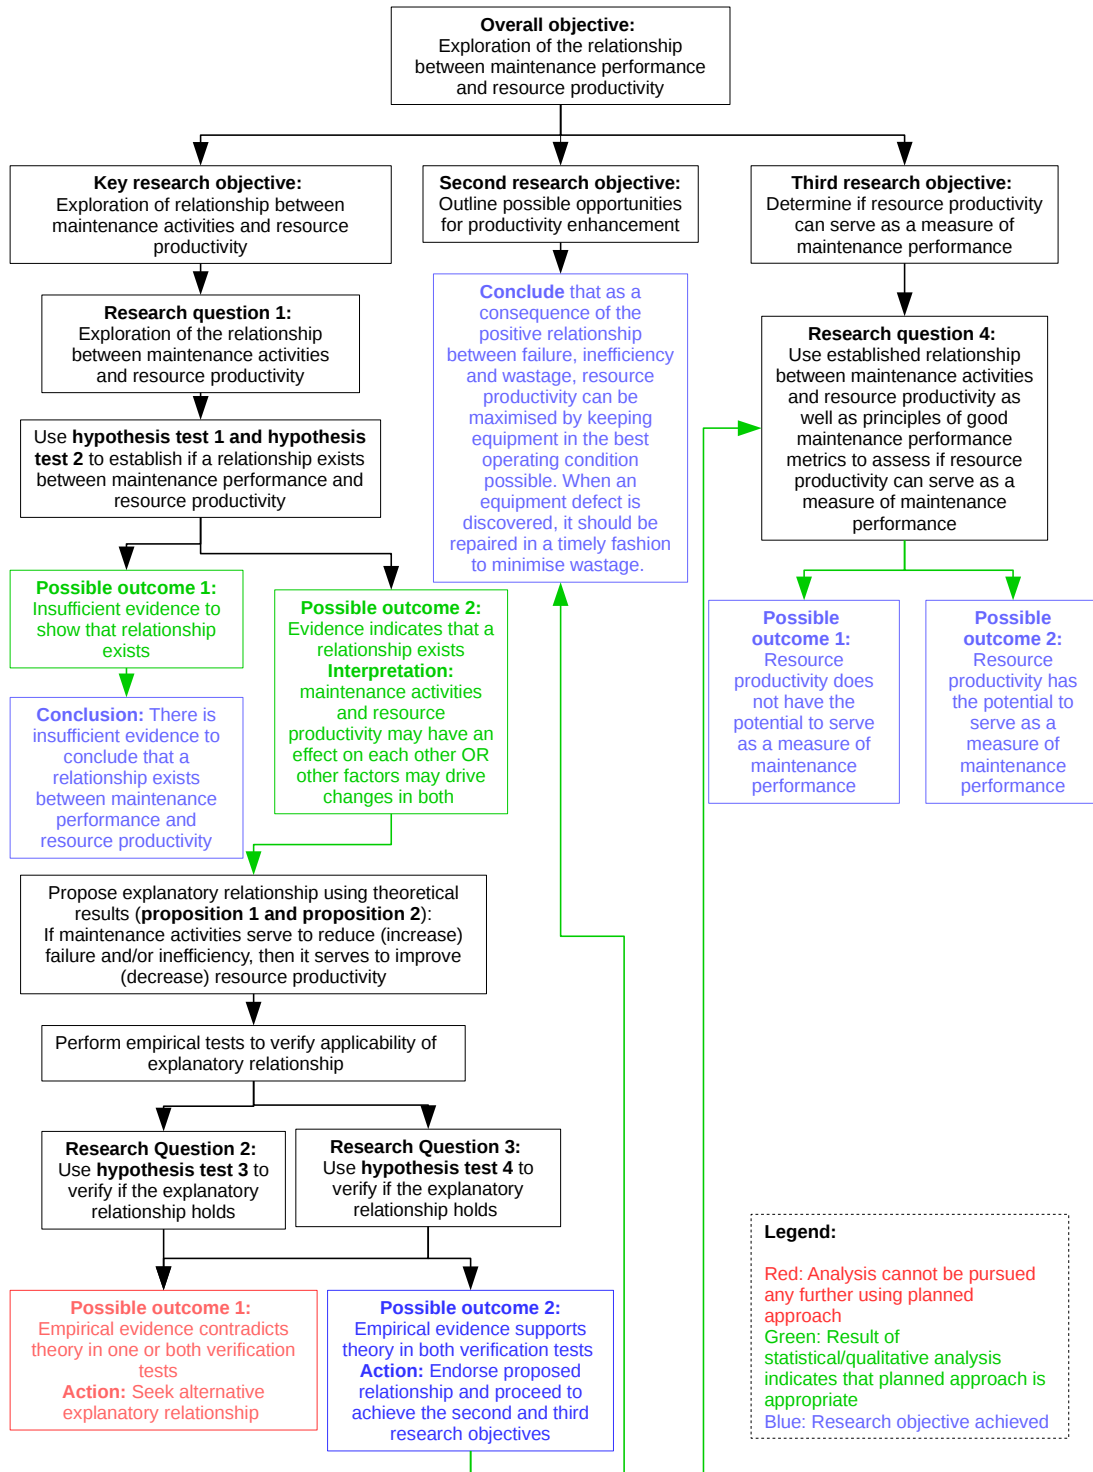 Overall objective:
Exploration of the relationship
between maintenance performance
and resource productivity
Key research objective:
Exploration of relationship between
maintenance activities and resource
productivity
Second research objective:
Outline possible opportunities
for productivity enhancement
Third research objective:
Determine if resource productivity
can serve as a measure of
maintenance performance
Research question 1:
Exploration of the relationship
between maintenance activities
and resource productivity
Conclude that as a
consequence of the
positive relationship
between failure, inefficiency
and wastage, resource
productivity can be
maximised by keeping
equipment in the best
operating condition
possible. When an
equipment defect is
discovered, it should be
repaired in a timely fashion
to minimise wastage.
Research question 4:
Use established relationship
between maintenance activities
and resource productivity as
well as principles of good
maintenance performance
metrics to assess if resource
productivity can serve as a
measure of maintenance
performance
Use hypothesis test 1 and hypothesis
test 2 to establish if a relationship exists
between maintenance performance and
resource productivity
Possible outcome 1:
Insufficient evidence to
show that relationship
exists
Possible outcome 2:
Evidence indicates that a
relationship exists
Interpretation:
maintenance activities
and resource
productivity may have an
effect on each other OR
other factors may drive
changes in both
Possible
outcome 1:
Resource
productivity does
not have the
potential to serve
as a measure of
maintenance
performance
Possible
outcome 2:
Resource
productivity has
the potential to
serve as a
measure of
maintenance
performance
Conclusion: There is
insufficient evidence to
conclude that a
relationship exists
between maintenance
performance and
resource productivity
Propose explanatory relationship using theoretical
results (proposition 1 and proposition 2):
If maintenance activities serve to reduce (increase)
failure and/or inefficiency, then it serves to improve
(decrease) resource productivity
Perform empirical tests to verify applicability of
explanatory relationship
Research Question 2:
Use hypothesis test 3 to
verify if the explanatory
relationship holds
Research Question 3:
Use hypothesis test 4 to
verify if the explanatory
relationship holds
Possible outcome 1:
Empirical evidence contradicts
theory in one or both verification
tests
Action: Seek alternative
explanatory relationship
Possible outcome 2:
Empirical evidence supports
theory in both verification tests
Action: Endorse proposed
relationship and proceed to
achieve the second and third
research objectives
Legend:
Red: Analysis cannot be pursued
any further using planned
approach
Green: Result of
statistical/qualitative analysis
indicates that planned approach is
appropriate
Blue: Research objective achieved